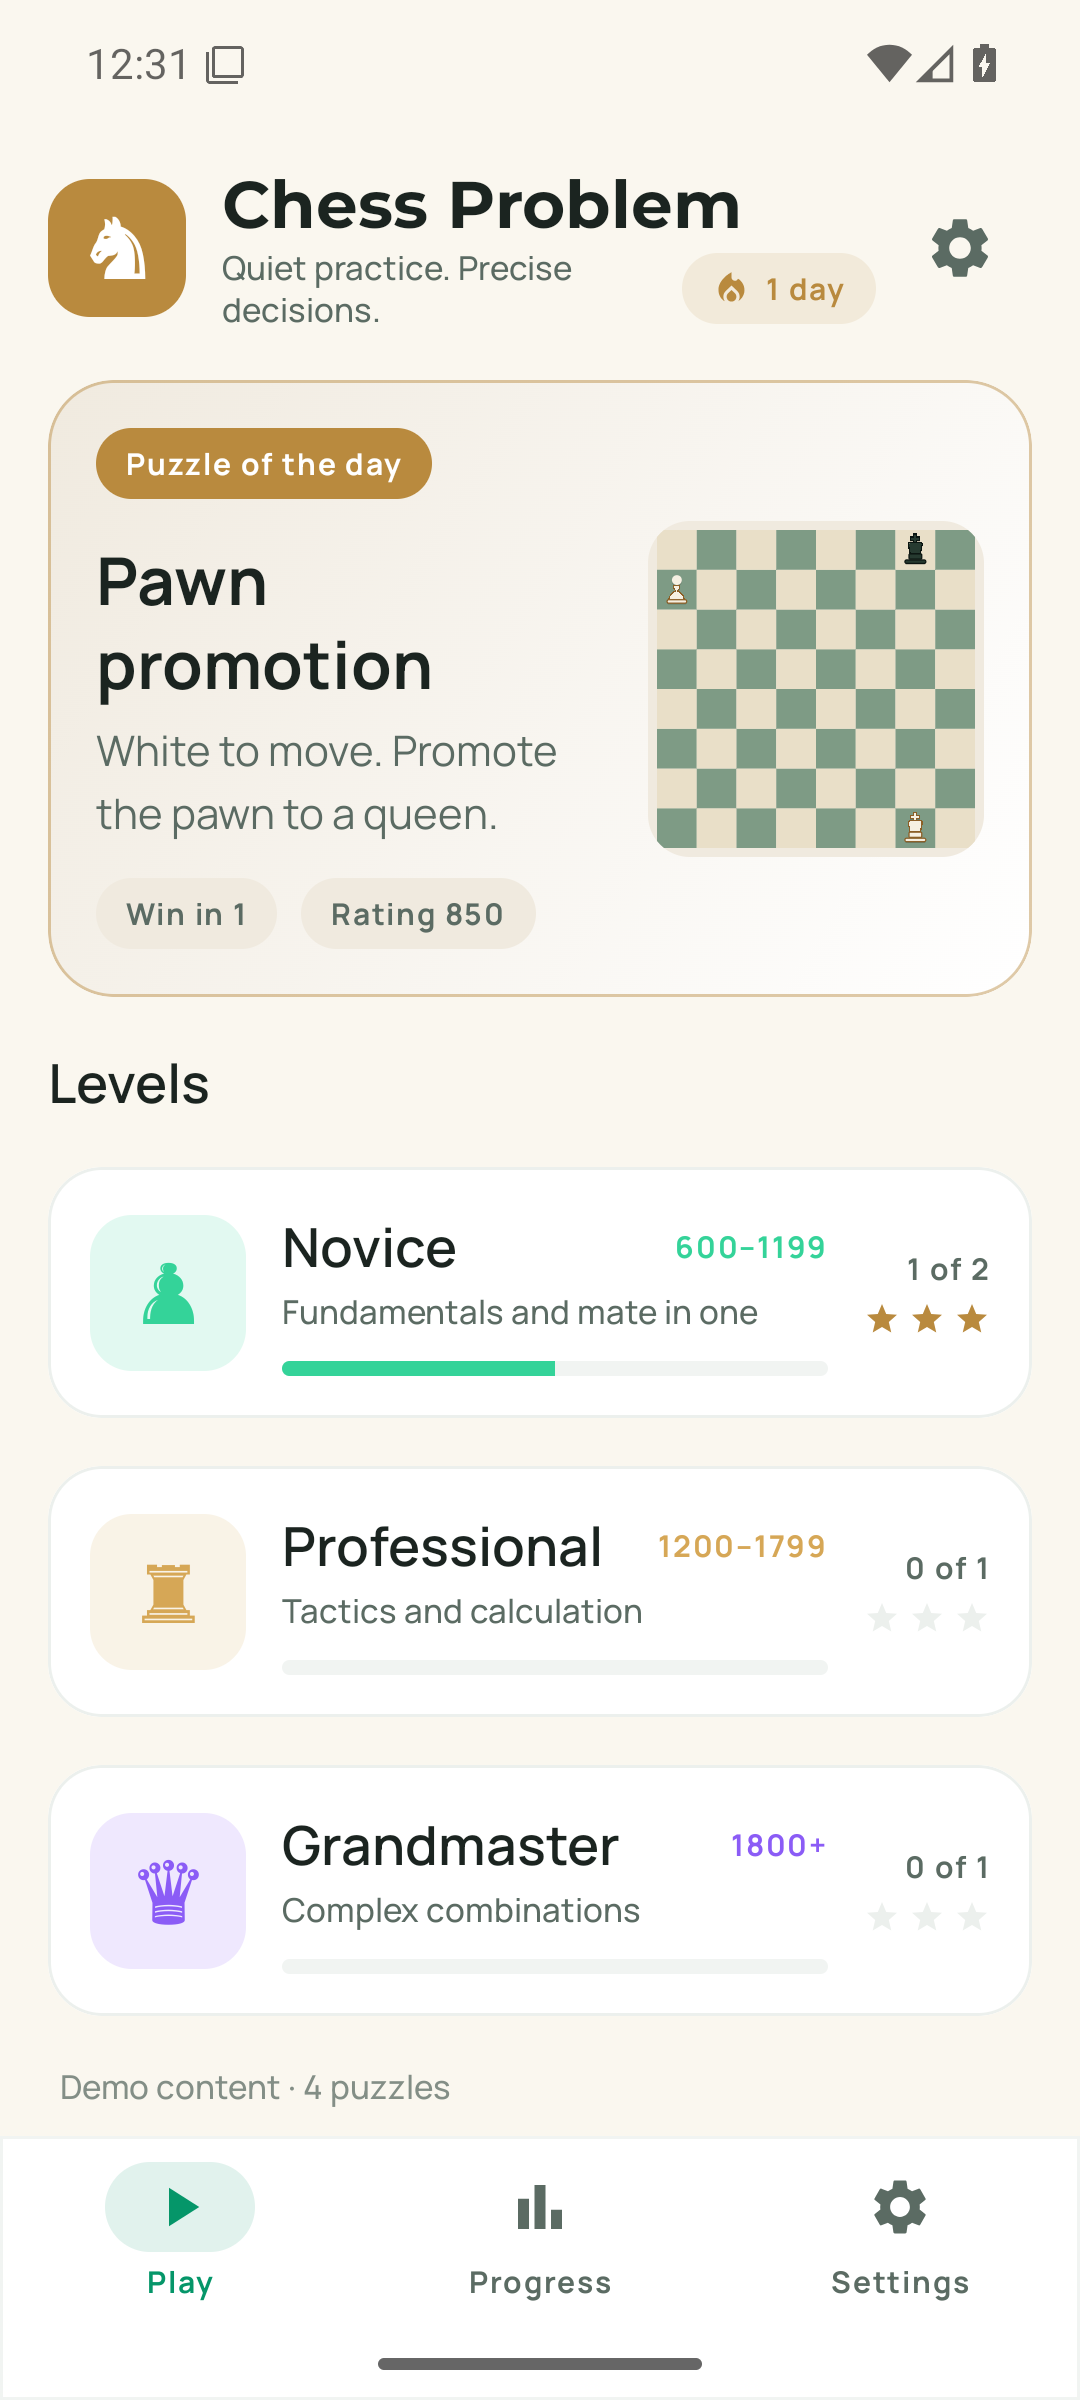 12:31
Chess Problem
Quiet practice. Precise
decisions.
1 day
Puzzle of the day
Pawn
promotion
White to move. Promote
the pawn to a queen.
Win in 1
Rating 850
Levels
Novice
600–1199
1 of 2
Fundamentals and mate in one
Professional
1200–1799
0 of 1
Tactics and calculation
Grandmaster
1800+
0 of 1
Complex combinations
Demo content · 4 puzzles
Play
Progress
Settings